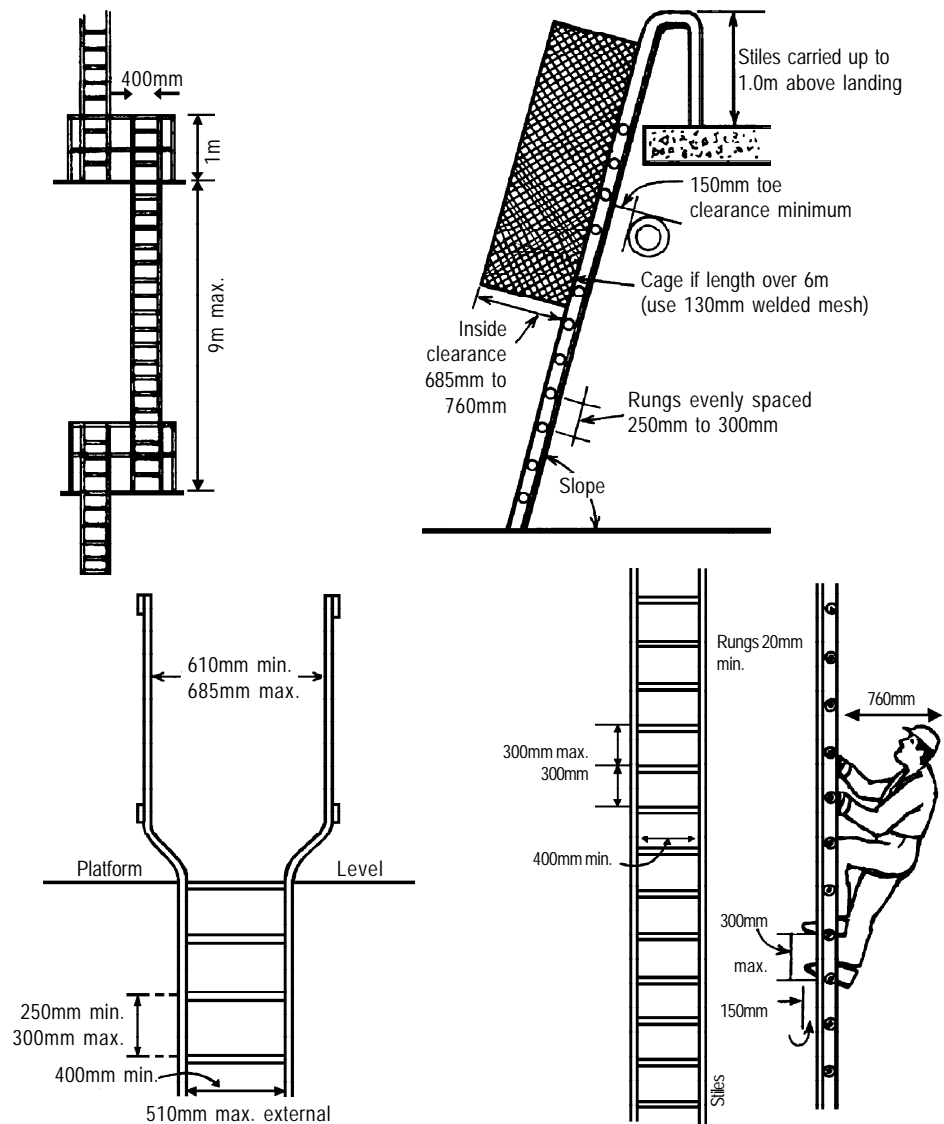 400mm
1m
9m max.
Stiles carried up to
1.0m above landing
150mm toe
clearance minimum
Cage if length over 6m
(use 130mm welded mesh)
Inside
clearance
685mm to
760mm
Rungs evenly spaced
250mm to 300mm
Slope
610mm min.
685mm max.
Platform
Level
250mm min.
300mm max.
400mm min.
510mm max. external
Rungs 20mm
min.
300mm max.
300mm
400mm min.
Stiles
760mm
300mm
max.
150mm